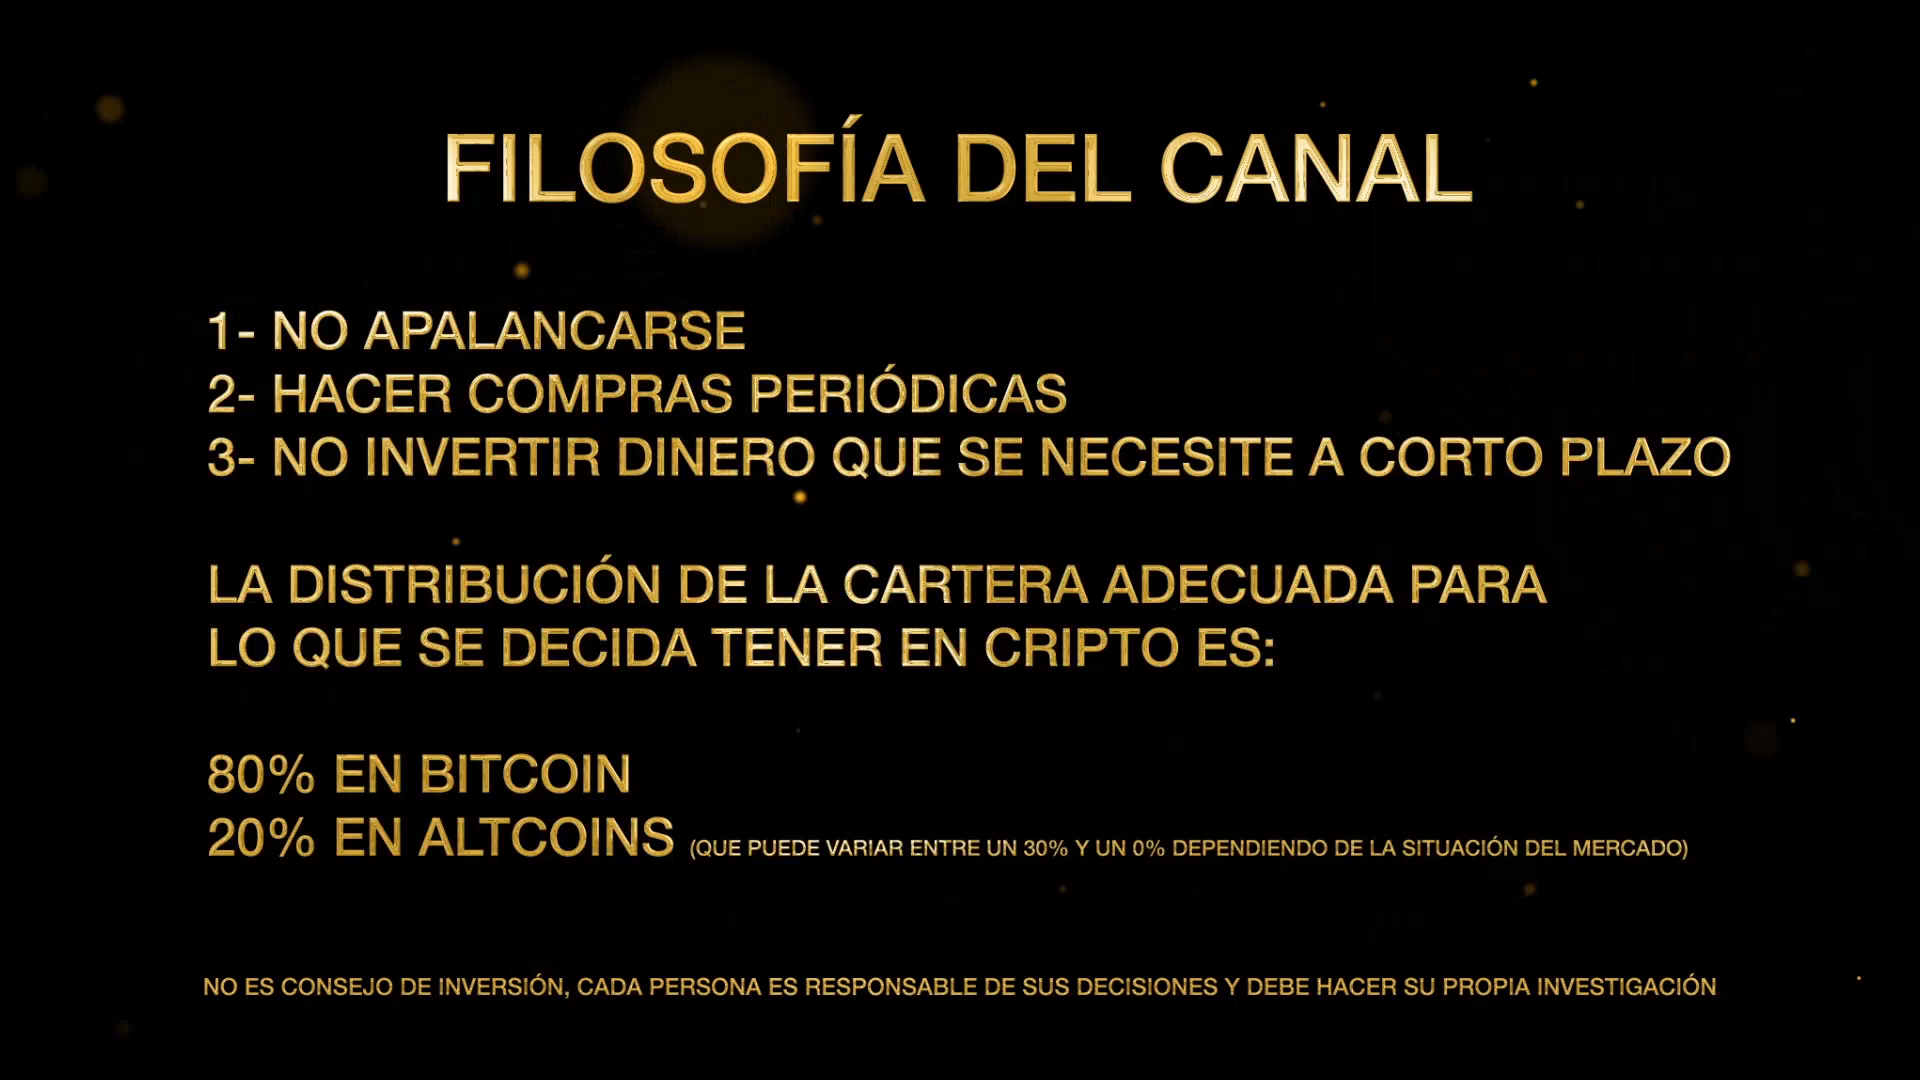 FILOSOFÍA DEL CANAL
1- NO APALANCARSE
2- HACER COMPRAS PERIÓDICAS
3- NO INVERTIR DINERO QUE SE NECESITE A CORTO PLAZO
LA DISTRIBUCIÓN DE LA CARTERA ADECUADA PARA
LO QUE SE DECIDA TENER EN CRIPTO ES:
80% EN BITCOIN
20% EN ALTCOINS (QUE PUEDE VARIAR ENTRE UN 30% Y UN 0% DEPENDIENDO DE LA SITUACIÓN DEL MERCADO)
NO ES CONSEJO DE INVERSIÓN, CADA PERSONA ES RESPONSABLE DE SUS DECISIONES Y DEBE HACER SU PROPIA INVESTIGACIÓN